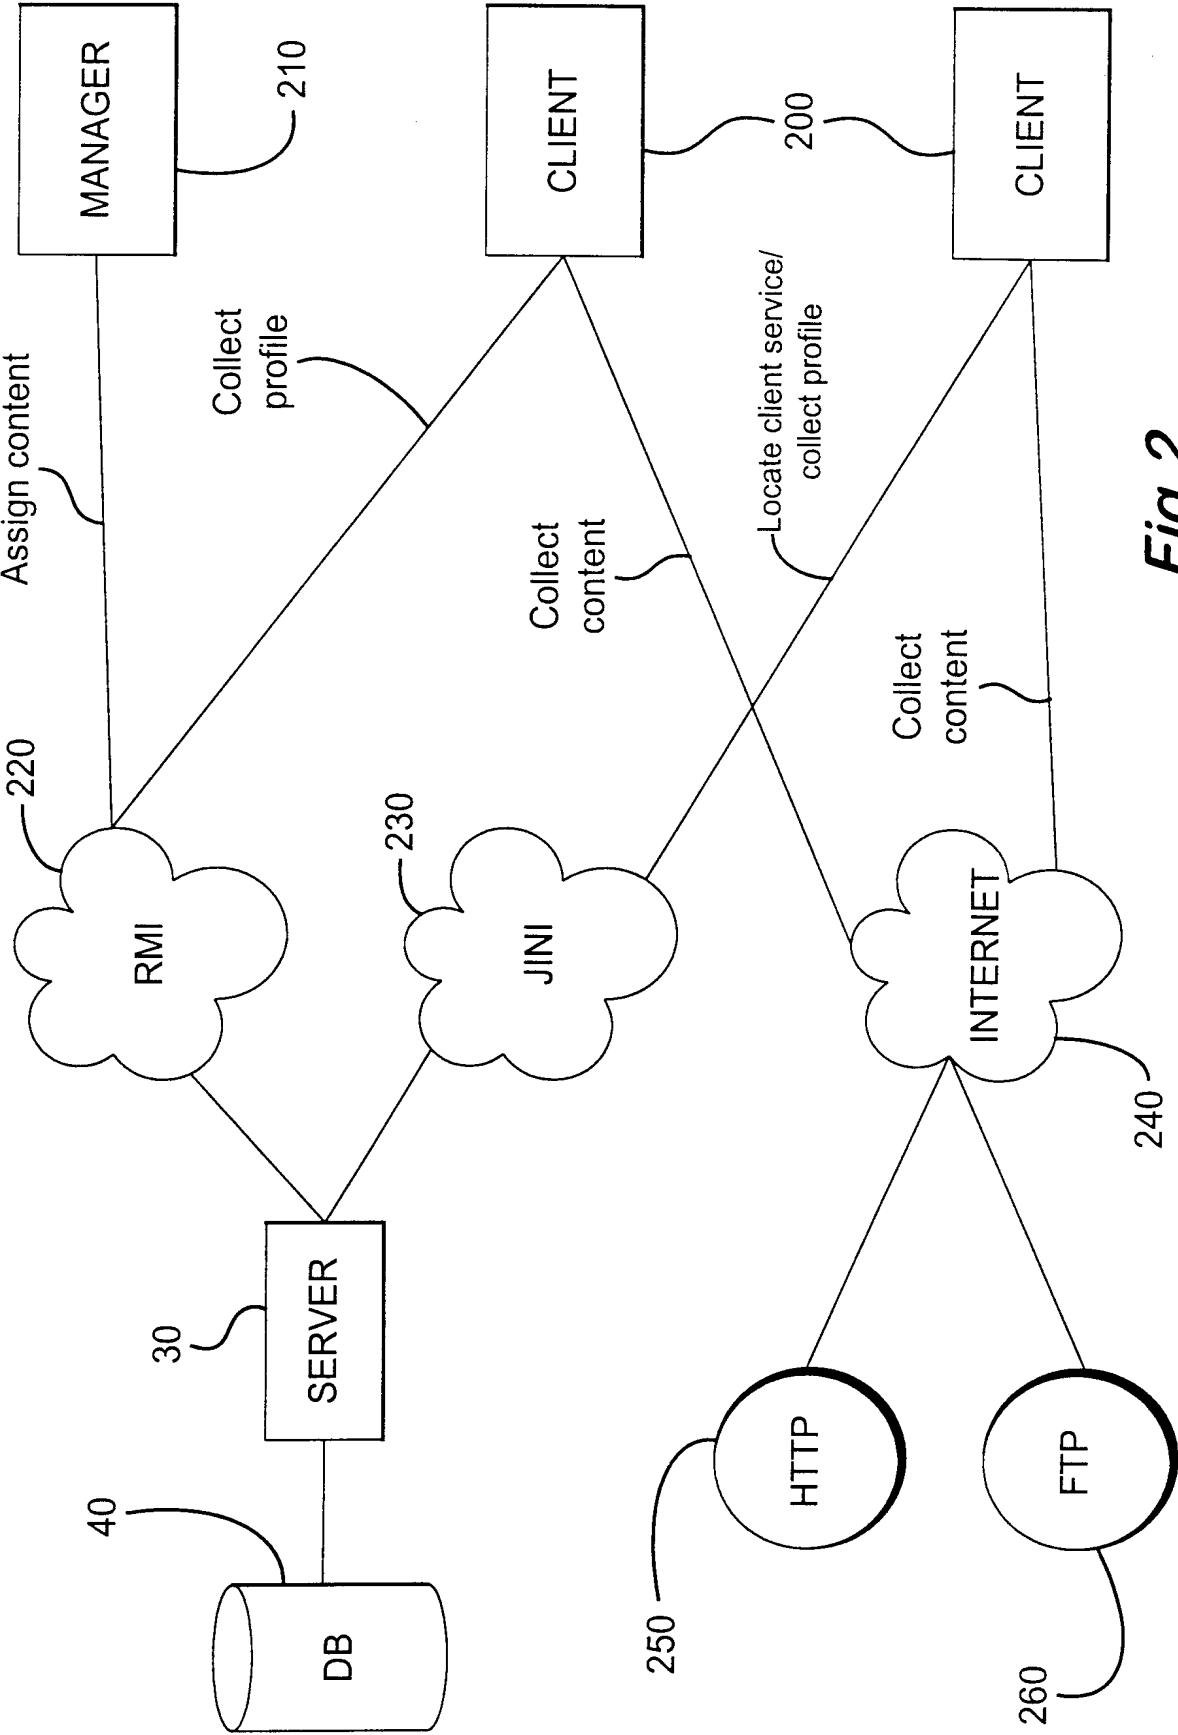 MANAGER
210
Assign content
220
RMI
Collect
profile
CLIENT
200
CLIENT
Collect
content
Locate client service/
collect profile
230
JINI
Collect
content
INTERNET
240
30
SERVER
40
DB
250
HTTP
FTP
260
Fig 2